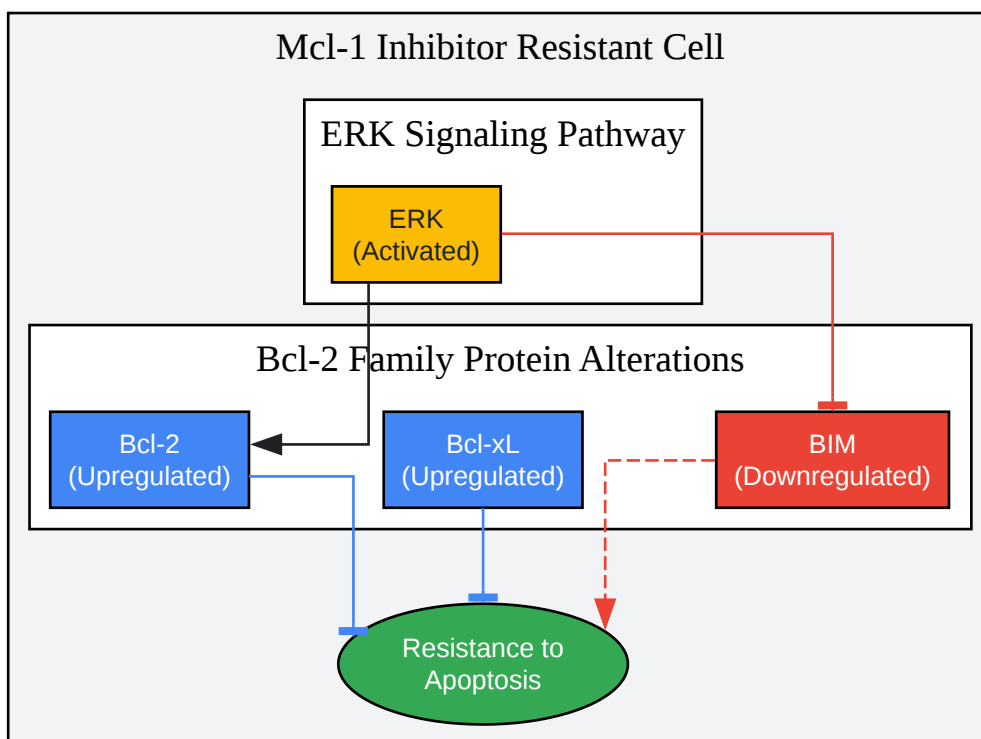 Mcl-1 Inhibitor Resistant Cell
ERK Signaling Pathway
ERK
(Activated)
Bcl-2 Family Protein Alterations
Bcl-2
(Upregulated)
Bcl-xL
(Upregulated)
BIM
(Downregulated)
Resistance to
Apoptosis